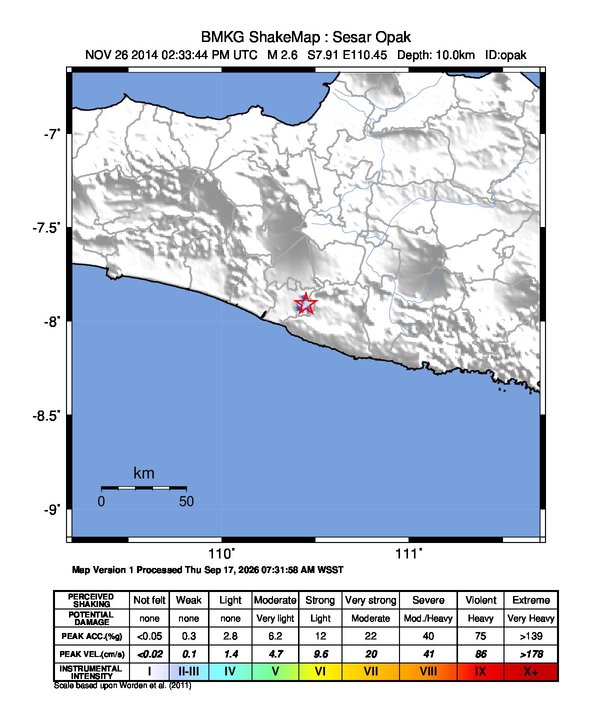 BMKG ShakeMap : Sesar Opak
NOV 26 2014 02:33:44 PM UTC M 2.6 S7.91 E110.45 Depth: 10.0km ID:opak
-7°
-7.5°
-8°
-8.5°
-9°
km
0 50
110° 111°
Map Version 1 Processed Thu Sep 17, 2026 07:31:58 AM WSST
PERCEIVED SHAKING Not felt Weak Light Moderate Strong Very strong Severe Violent Extreme
POTENTIAL DAMAGE none none none Very light Light Moderate Mod./Heavy Heavy Very Heavy
PEAK ACC.(%g) <0.05 0.3 2.8 6.2 12 22 40 75 >139
PEAK VEL.(cm/s) <0.02 0.1 1.4 4.7 9.6 20 41 86 >178
INSTRUMENTAL INTENSITY I II-III IV V VI VII VIII IX X+
Scale based upon Worden et al. (2011)